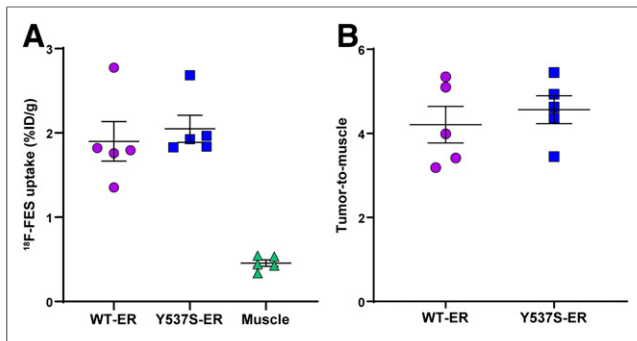 A
3
2
1
0
¹⁸F-FES uptake (%ID/g)
WT-ER Y537S-ER Muscle
B
6
4
2
0
Tumor-to-muscle
WT-ER Y537S-ER